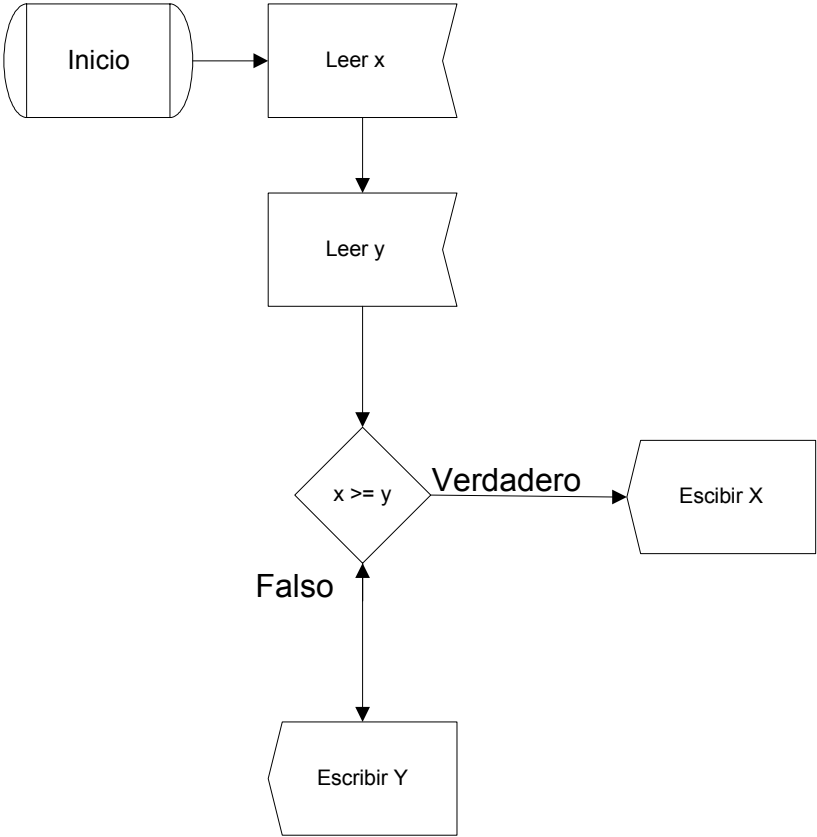 Inicio
Leer x
Leer y
x >= y
Verdadero
Escibir X
Falso
Escribir Y